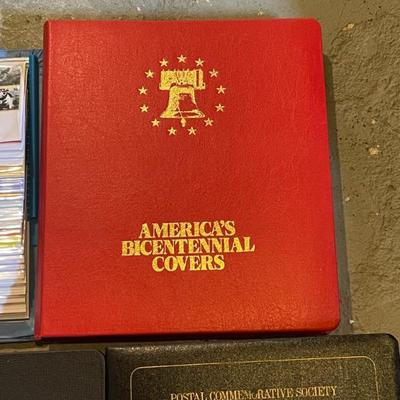 AMERICA'S
BICENTENNIAL
COVERS
POSTAL COMMEMORATIVE SOCIETY